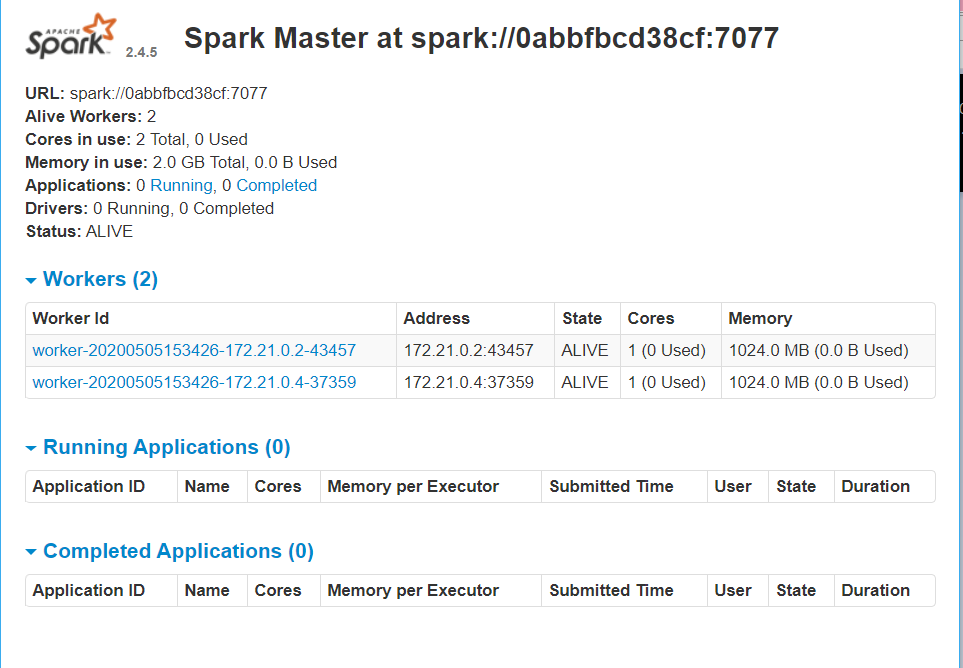 APACHE Spark 2.4.5 Spark Master at spark://0abbfbcd38cf:7077
URL: spark://0abbfbcd38cf:7077
Alive Workers: 2
Cores in use: 2 Total, 0 Used
Memory in use: 2.0 GB Total, 0.0 B Used
Applications: 0 Running, 0 Completed
Drivers: 0 Running, 0 Completed
Status: ALIVE
Workers (2)
Worker Id Address State Cores Memory
worker-20200505153426-172.21.0.2-43457 172.21.0.2:43457 ALIVE 1 (0 Used) 1024.0 MB (0.0 B Used)
worker-20200505153426-172.21.0.4-37359 172.21.0.4:37359 ALIVE 1 (0 Used) 1024.0 MB (0.0 B Used)
Running Applications (0)
Application ID Name Cores Memory per Executor Submitted Time User State Duration
Completed Applications (0)
Application ID Name Cores Memory per Executor Submitted Time User State Duration